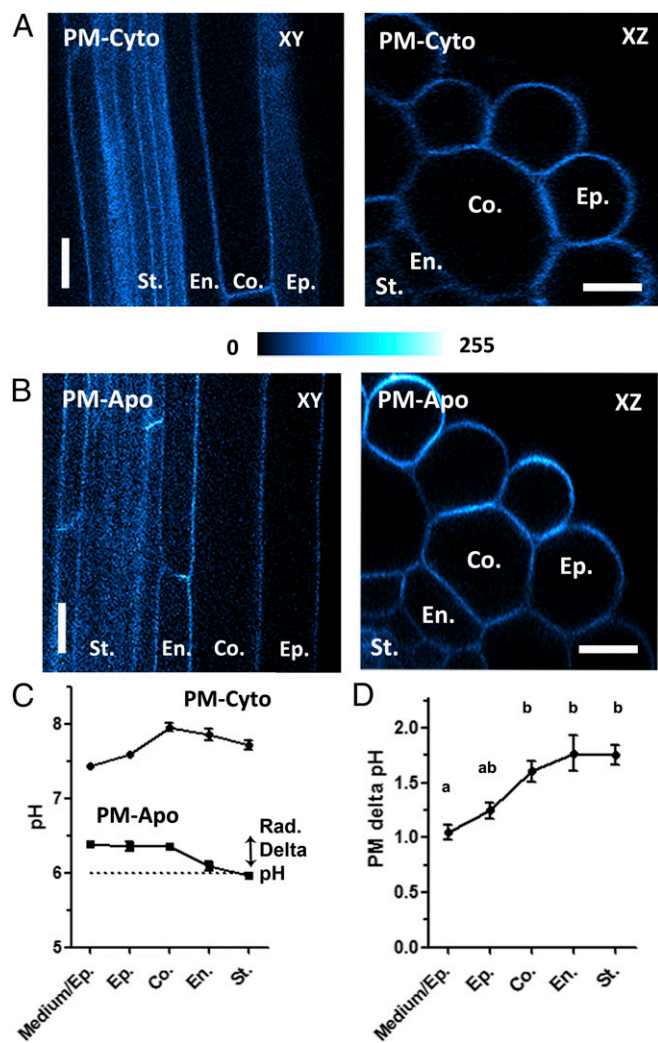 A
PM-Cyto XY
St. En. Co. Ep.
PM-Cyto XZ
Co. Ep.
En.
St.
0 255
B
PM-Apo XY
St. En. Co. Ep.
PM-Apo XZ
Co. Ep.
En.
St.
C
PM-Cyto
PM-Apo
Rad.
Delta
pH
pH
8
7
6
5
Medium/Ep.
Ep.
Co.
En.
St.
D
PM delta pH
2.0
1.5
1.0
0.5
0.0
a
ab
b
b
b
Medium/Ep.
Ep.
Co.
En.
St.